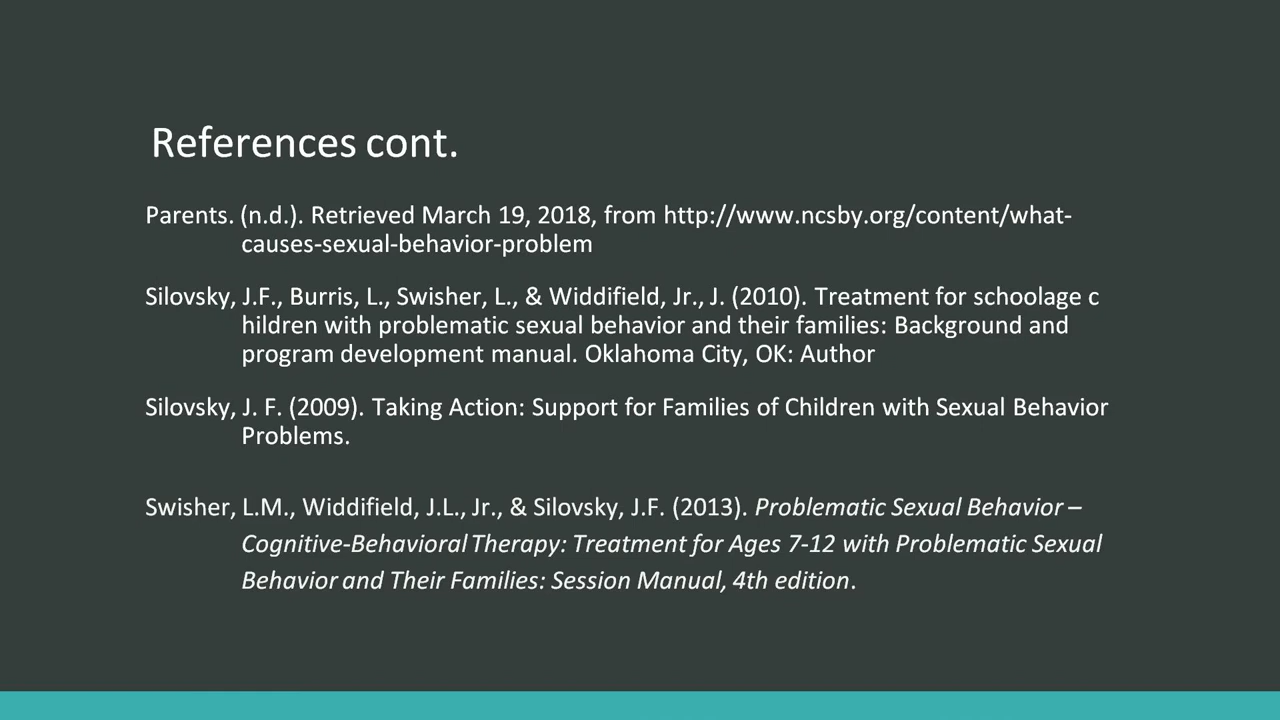 References cont.
Parents. (n.d.). Retrieved March 19, 2018, from http://www.ncsby.org/content/what-
causes-sexual-behavior-problem
Silovsky, J.F., Burris, L., Swisher, L., & Widdifield, Jr., J. (2010). Treatment for schoolage c
hildren with problematic sexual behavior and their families: Background and
program development manual. Oklahoma City, OK: Author
Silovsky, J. F. (2009). Taking Action: Support for Families of Children with Sexual Behavior
Problems.
Swisher, L.M., Widdifield, J.L., Jr., & Silovsky, J.F. (2013). Problematic Sexual Behavior –
Cognitive-Behavioral Therapy: Treatment for Ages 7-12 with Problematic Sexual
Behavior and Their Families: Session Manual, 4th edition.